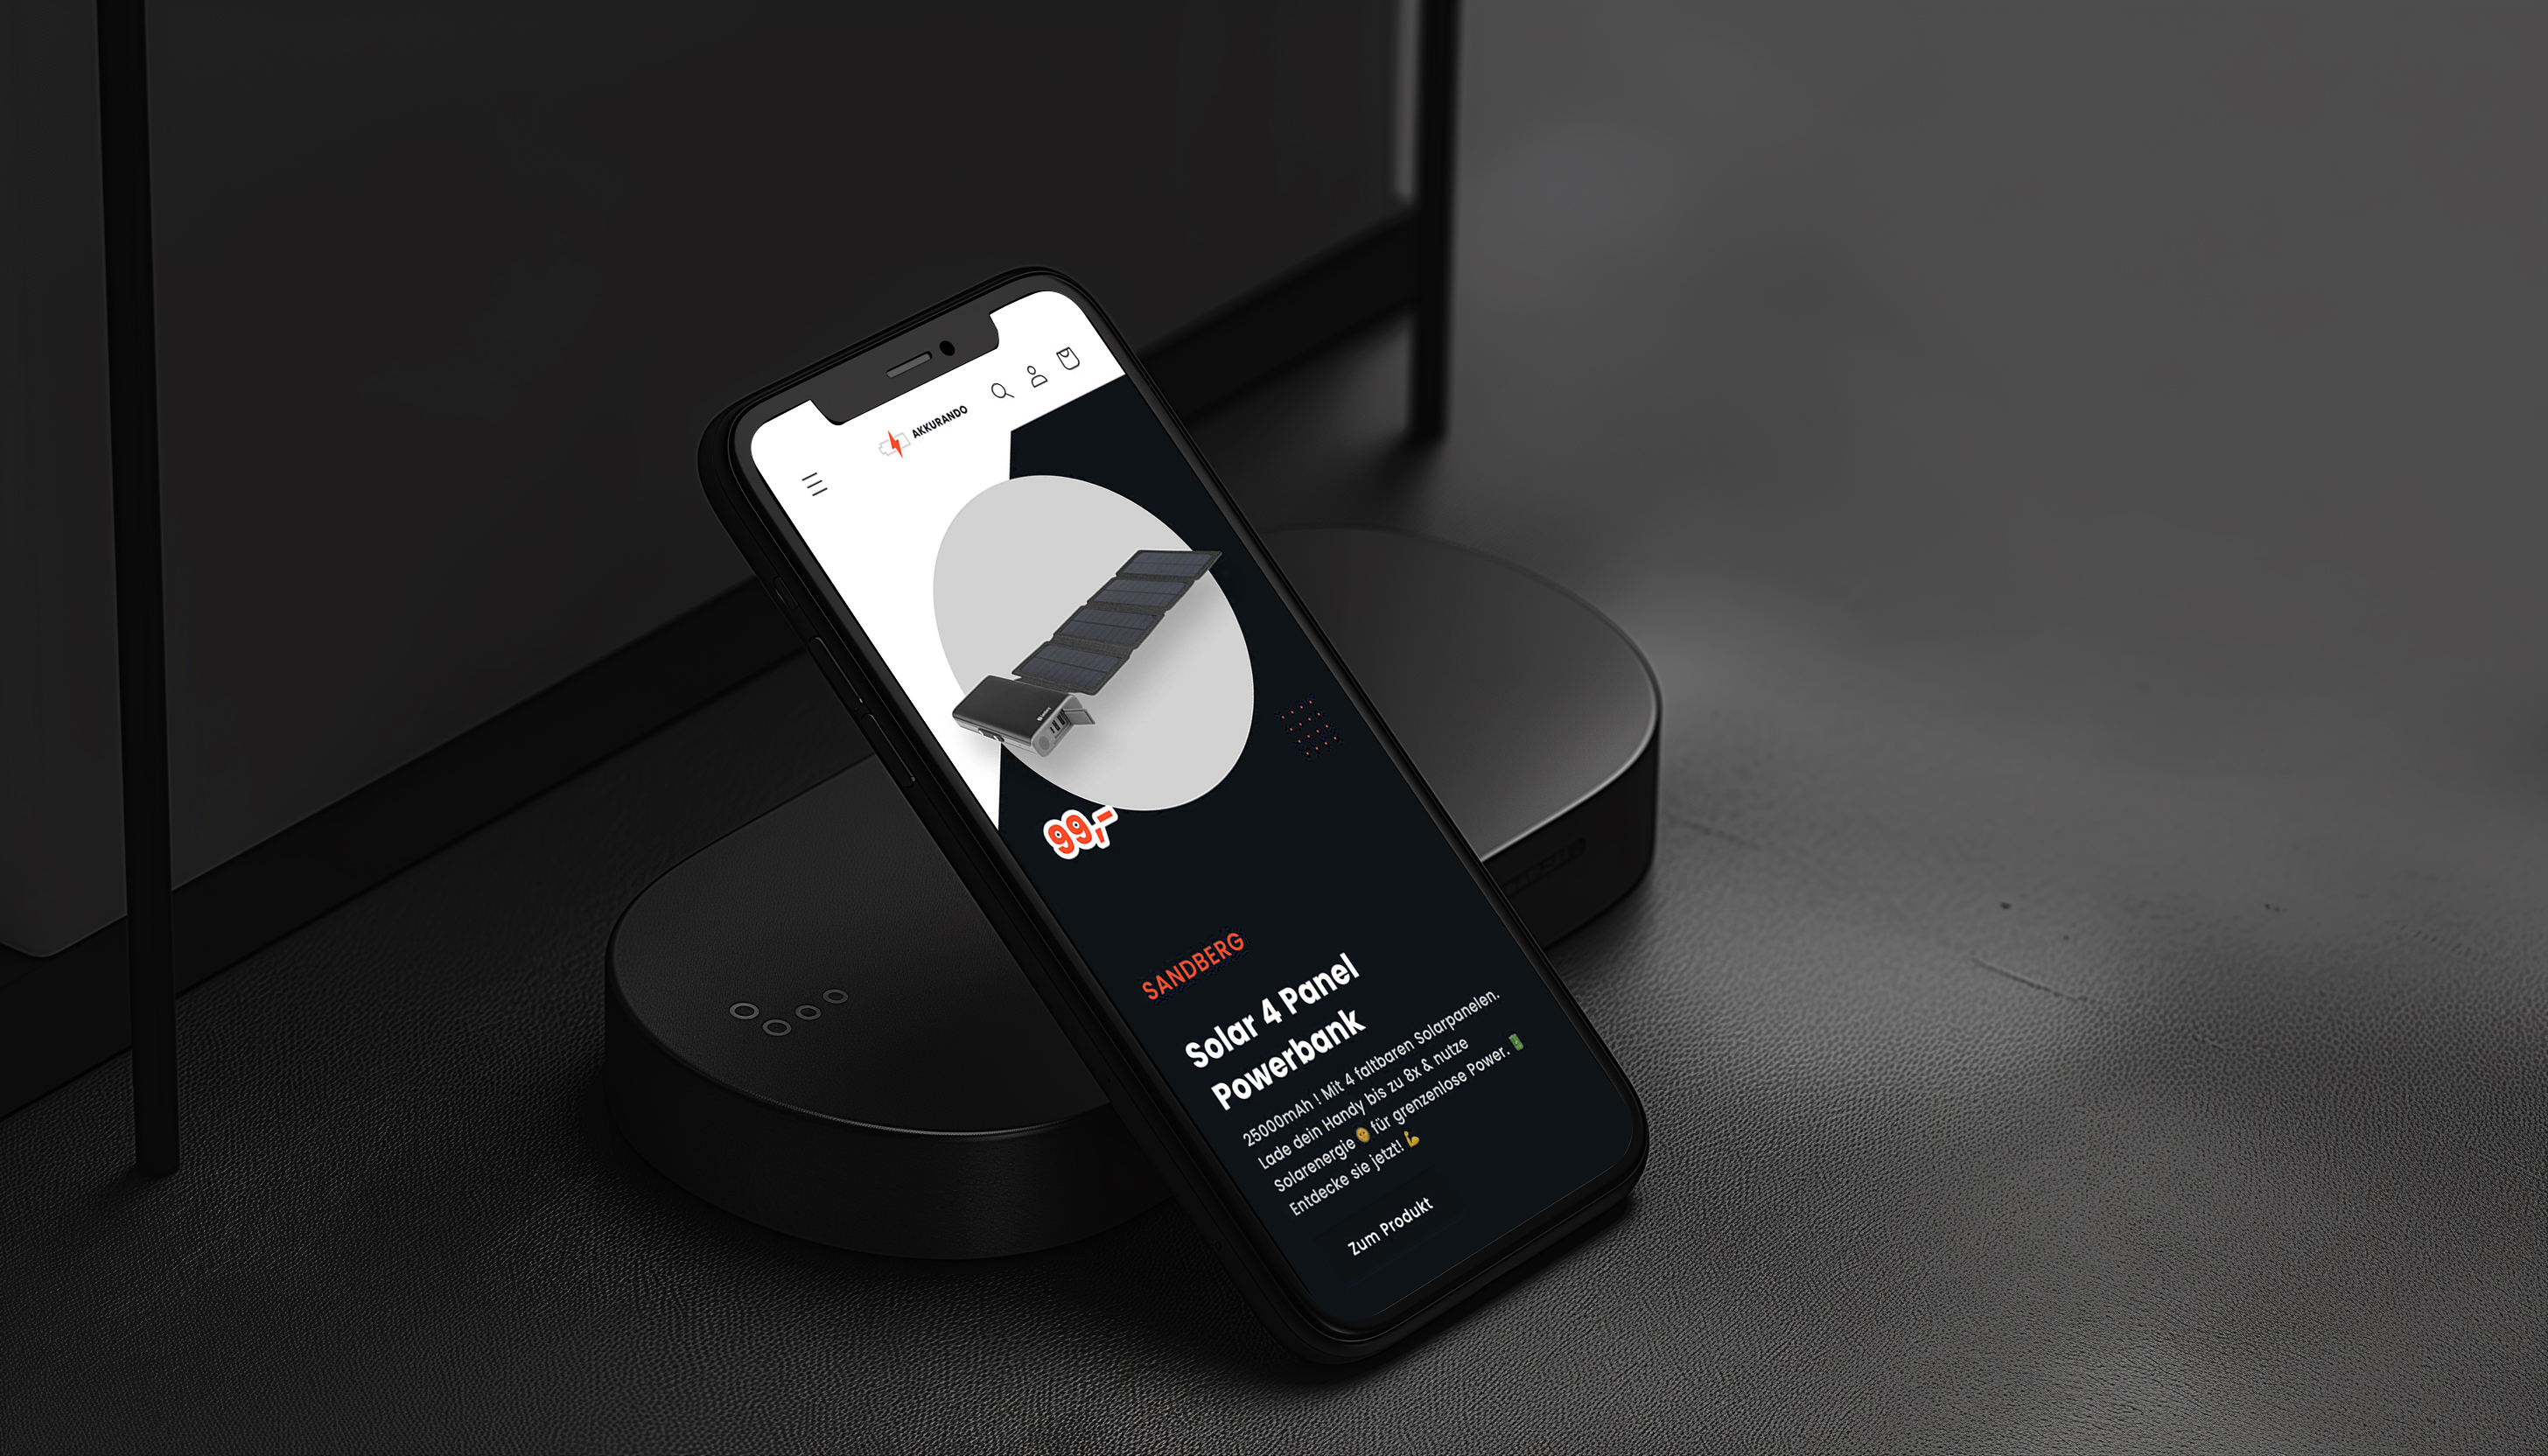 AKKURANDO
99,-
SANDBERG
Solar 4 Panel
Powerbank
25000mAh ! Mit 4 faltbaren Solarpanelen.
Lade dein Handy bis zu 8x & nutze
Solarenergie 🌞 für grenzenlose Power. 🔋
Entdecke sie jetzt! 💪
Zum Produkt